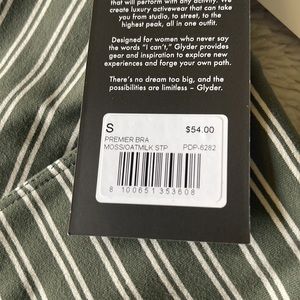 that will perform with any activity. We
create luxury activewear that can take
you from studio, to street, to the
highest peak, all in one outfit.
Designed for women who never say
the words "I can't," Glyder provides
gear and inspiration to explore new
experiences and forge your own path.
There's no dream too big, and the
possibilities are limitless – Glyder.
S $54.00
PREMIER BRA
MOSS/OATMILK STP PDP-6282
8 100651 353608